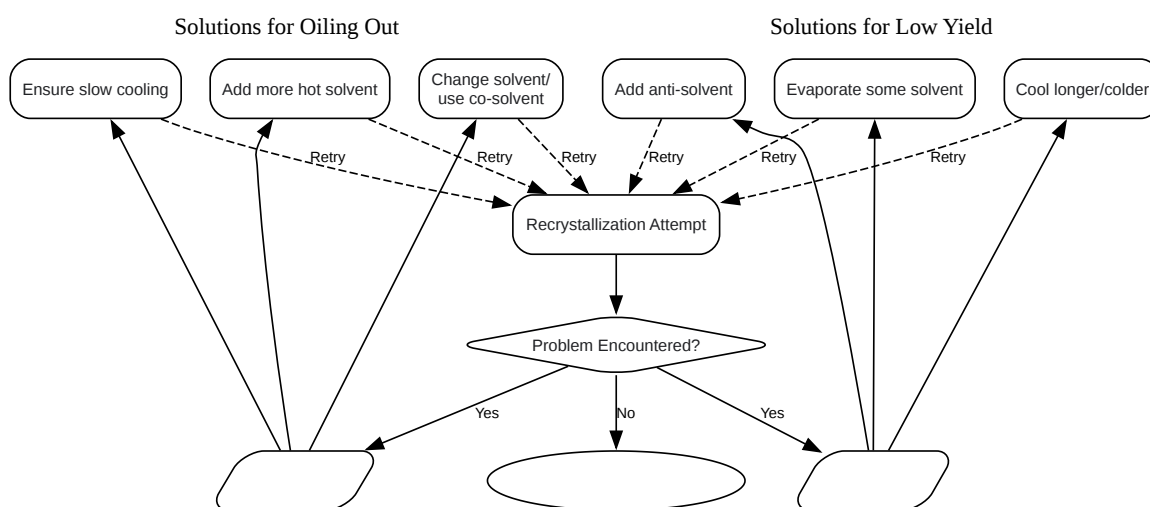 Solutions for Oiling Out
Solutions for Low Yield
Ensure slow cooling
Add more hot solvent
Change solvent/
use co-solvent
Add anti-solvent
Evaporate some solvent
Cool longer/colder
Retry
Retry
Retry
Retry
Retry
Retry
Recrystallization Attempt
Problem Encountered?
Yes
No
Yes